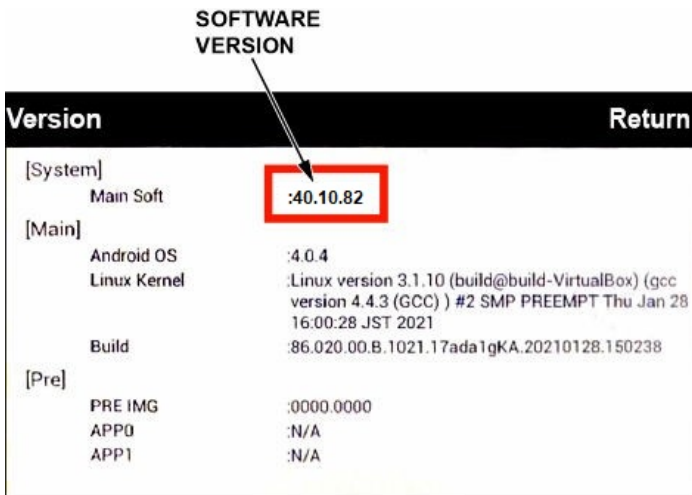 SOFTWARE
VERSION
Version Return
[System]
Main Soft :40.10.82
[Main]
Android OS :4.0.4
Linux Kernel :Linux version 3.1.10 (build@build-VirtualBox) (gcc
version 4.4.3 (GCC) ) #2 SMP PREEMPT Thu Jan 28
16:00:28 JST 2021
Build :86.020.00.B.1021.17ada1gKA.20210128.150238
[Pre]
PRE IMG :0000.0000
APP0 :N/A
APP1 :N/A